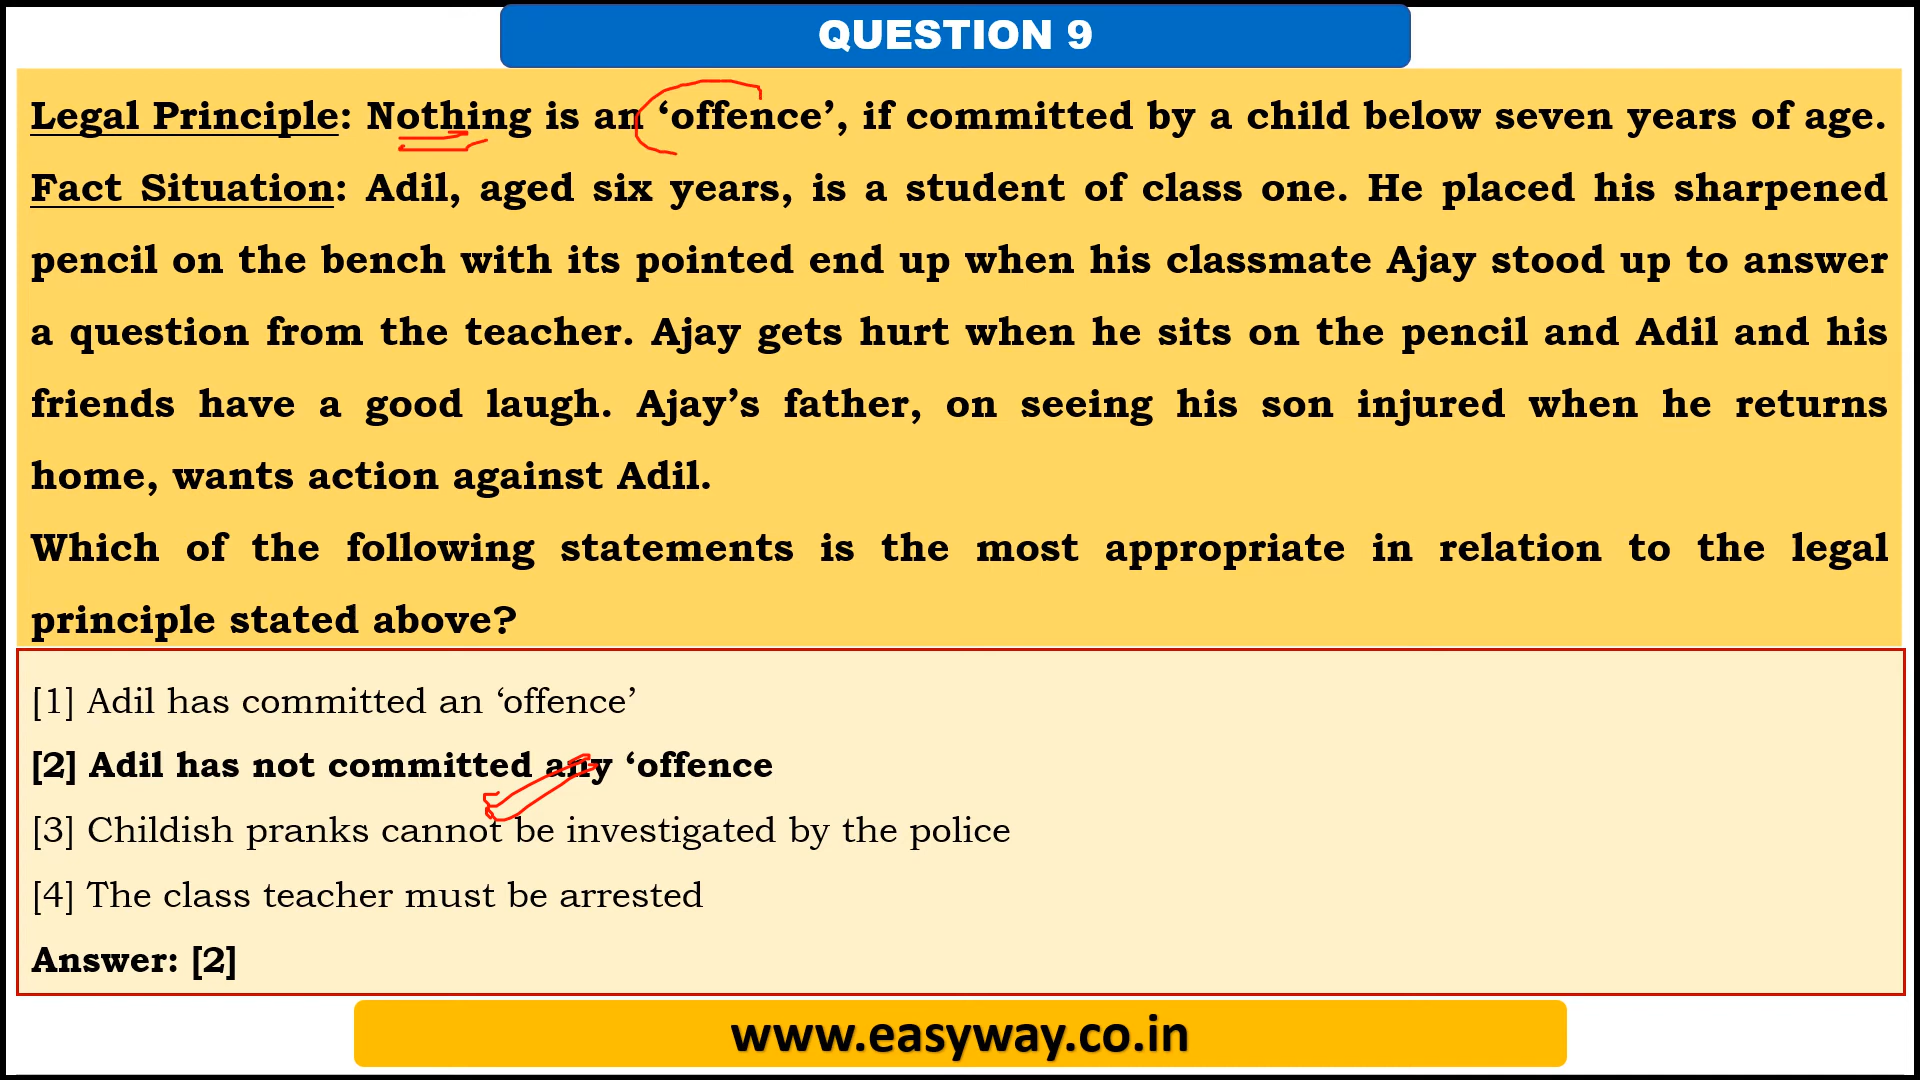 QUESTION 9
Legal Principle: Nothing is an ‘offence’, if committed by a child below seven years of age.
Fact Situation: Adil, aged six years, is a student of class one. He placed his sharpened
pencil on the bench with its pointed end up when his classmate Ajay stood up to answer
a question from the teacher. Ajay gets hurt when he sits on the pencil and Adil and his
friends have a good laugh. Ajay’s father, on seeing his son injured when he returns
home, wants action against Adil.
Which of the following statements is the most appropriate in relation to the legal
principle stated above?
[1] Adil has committed an ‘offence’
[2] Adil has not committed any ‘offence
[3] Childish pranks cannot be investigated by the police
[4] The class teacher must be arrested
Answer: [2]
www.easyway.co.in